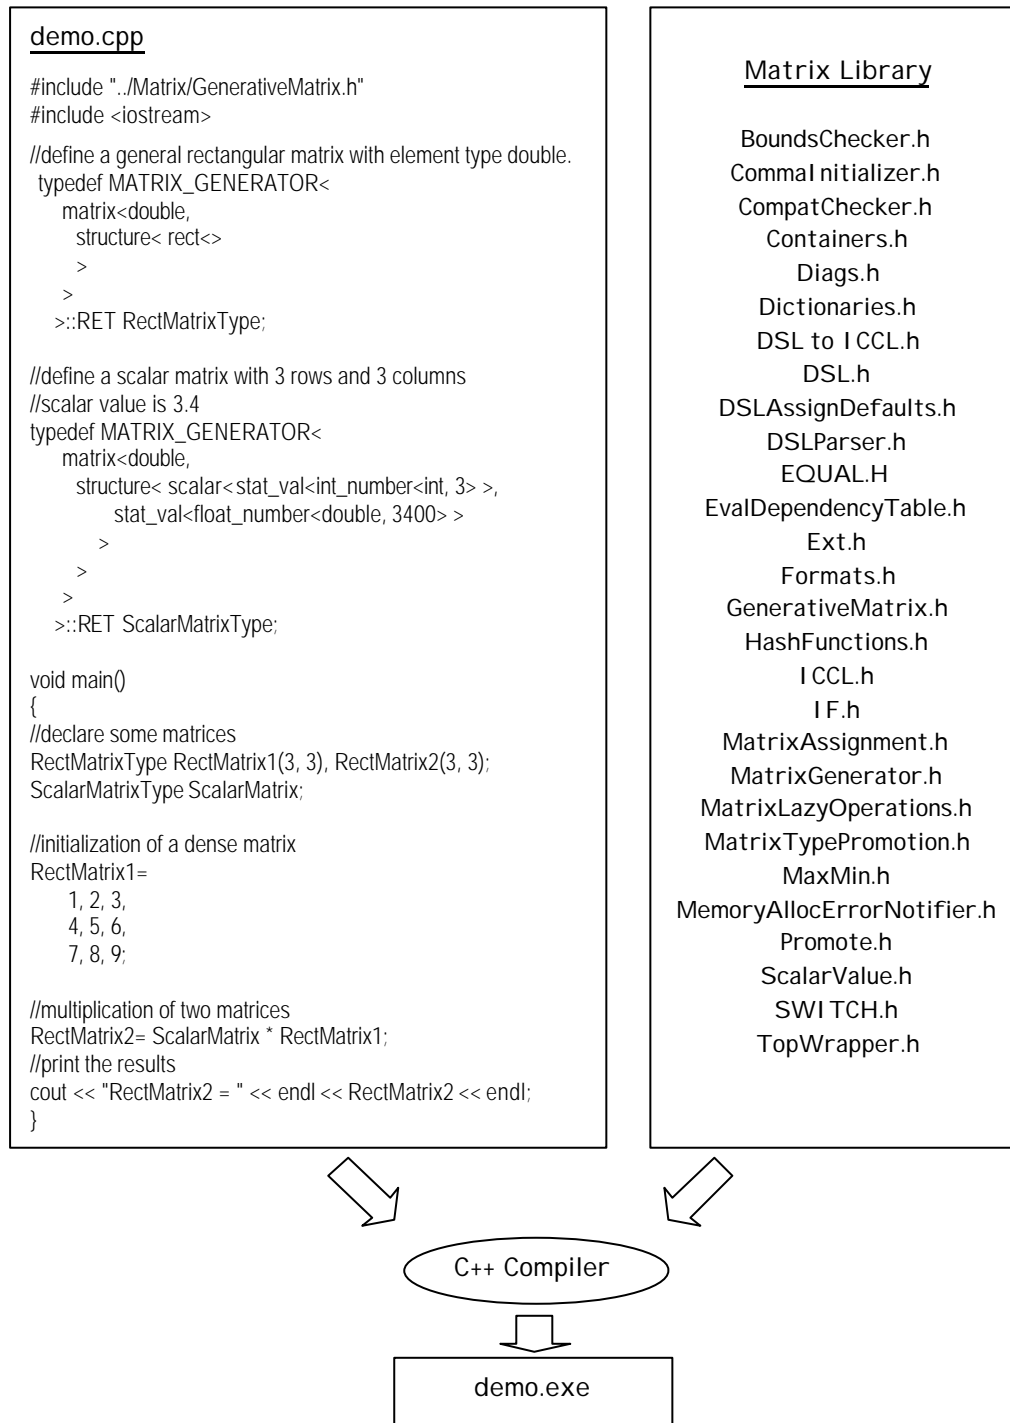 demo.cpp
#include "../Matrix/GenerativeMatrix.h"
#include <iostream>
//define a general rectangular matrix with element type double.
typedef MATRIX_GENERATOR<
matrix<double,
structure< rect<>
>
>
>::RET RectMatrixType;
//define a scalar matrix with 3 rows and 3 columns
//scalar value is 3.4
typedef MATRIX_GENERATOR<
matrix<double,
structure< scalar<stat_val<int_number<int, 3> >,
stat_val<float_number<double, 3400> >
>
>
>
>::RET ScalarMatrixType;
void main()
{
//declare some matrices
RectMatrixType RectMatrix1(3, 3), RectMatrix2(3, 3);
ScalarMatrixType ScalarMatrix;
//initialization of a dense matrix
RectMatrix1=
1, 2, 3,
4, 5, 6,
7, 8, 9;
//multiplication of two matrices
RectMatrix2= ScalarMatrix * RectMatrix1;
//print the results
cout << "RectMatrix2 = " << endl << RectMatrix2 << endl;
}
Matrix Library
BoundsChecker.h
CommaInitializer.h
CompatChecker.h
Containers.h
Diags.h
Dictionaries.h
DSL to ICCL.h
DSL.h
DSLAssignDefaults.h
DSLParser.h
EQUAL.H
EvalDependencyTable.h
Ext.h
Formats.h
GenerativeMatrix.h
HashFunctions.h
ICCL.h
IF.h
MatrixAssignment.h
MatrixGenerator.h
MatrixLazyOperations.h
MatrixTypePromotion.h
MaxMin.h
MemoryAllocErrorNotifier.h
Promote.h
ScalarValue.h
SWITCH.h
TopWrapper.h
C++ Compiler
demo.exe